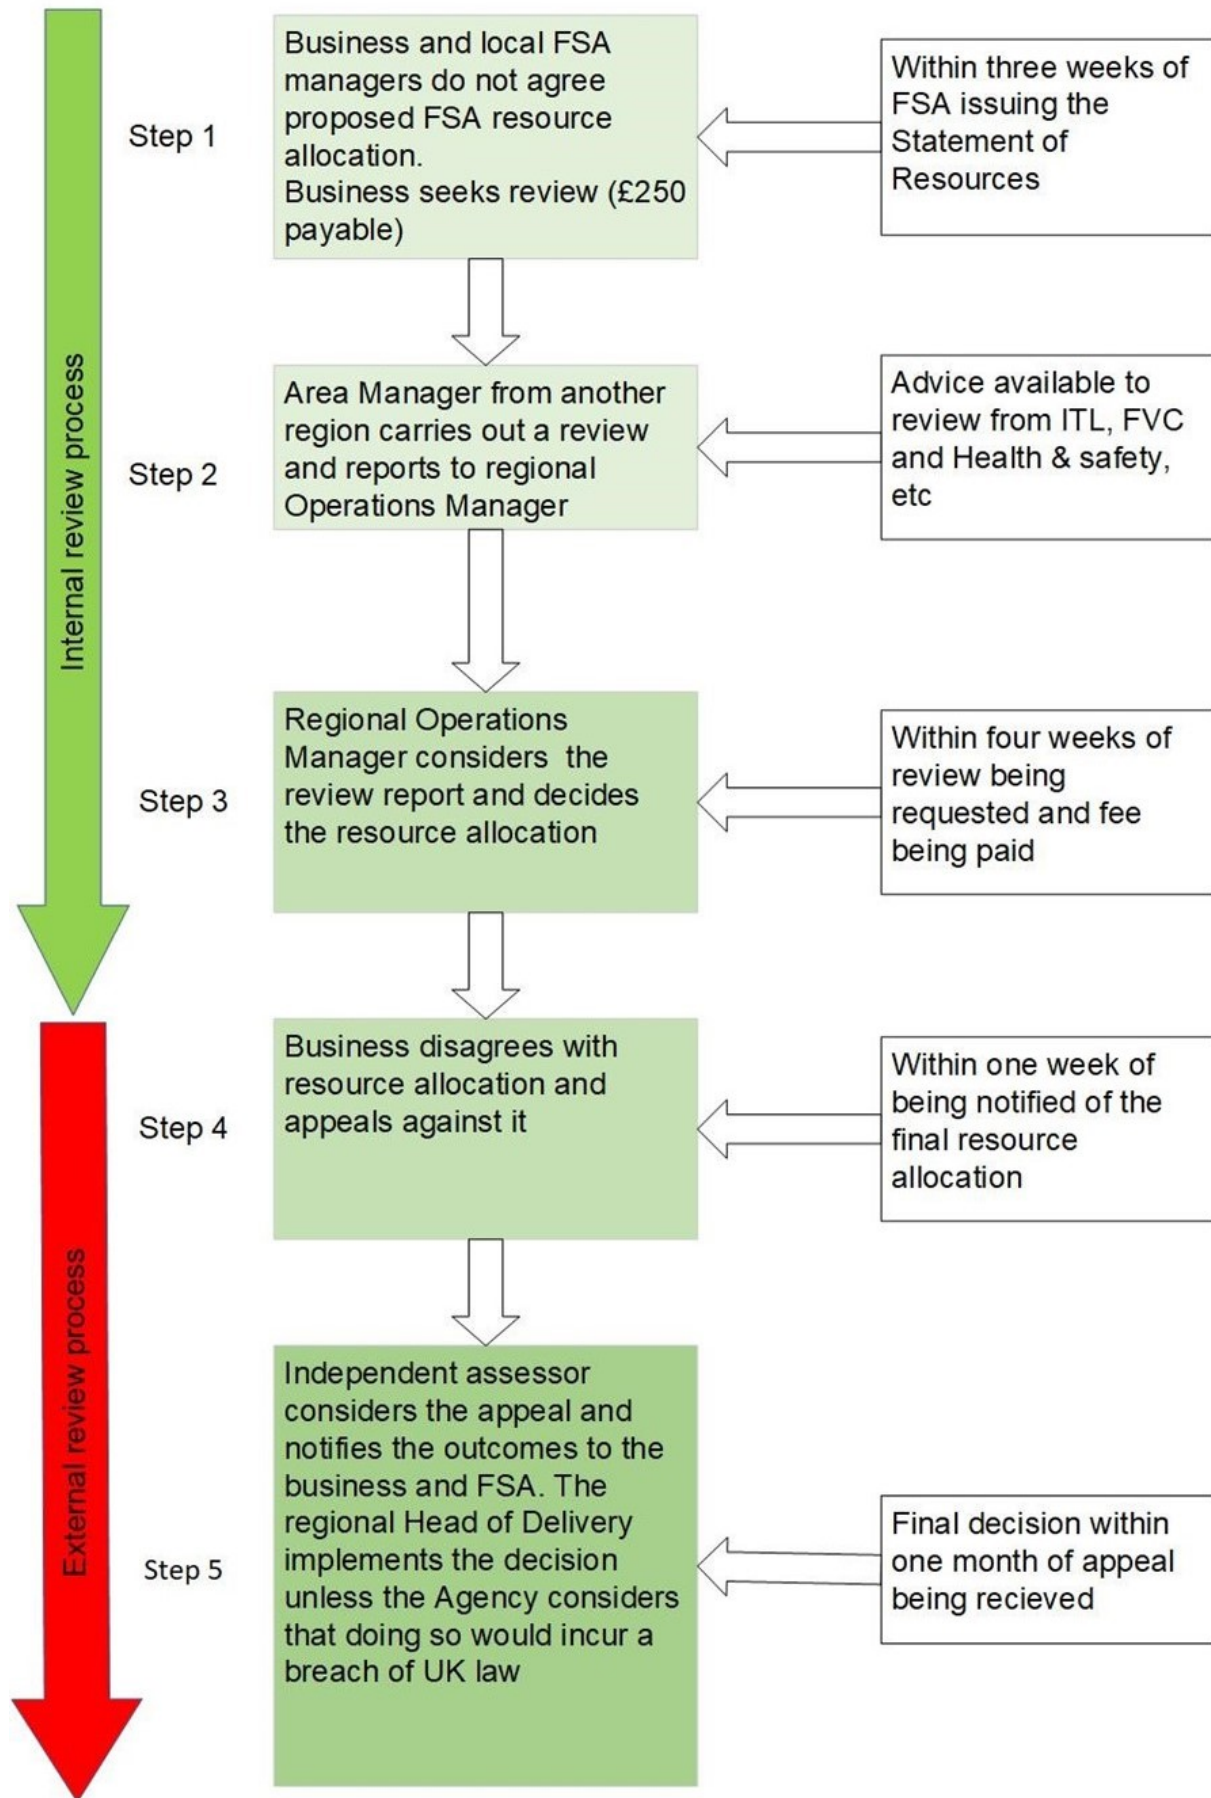 Internal review process
Step 1
Business and local FSA
managers do not agree
proposed FSA resource
allocation.
Business seeks review (£250
payable)
Within three weeks of
FSA issuing the
Statement of
Resources
Step 2
Area Manager from another
region carries out a review
and reports to regional
Operations Manager
Advice available to
review from ITL, FVC
and Health & safety,
etc
Step 3
Regional Operations
Manager considers  the
review report and decides
the resource allocation
Within four weeks of
review being
requested and fee
being paid
External review process
Step 4
Business disagrees with
resource allocation and
appeals against it
Within one week of
being notified of the
final resource
allocation
Step 5
Independent assessor
considers the appeal and
notifies the outcomes to the
business and FSA. The
regional Head of Delivery
implements the decision
unless the Agency considers
that doing so would incur a
breach of UK law
Final decision within
one month of appeal
being recieved